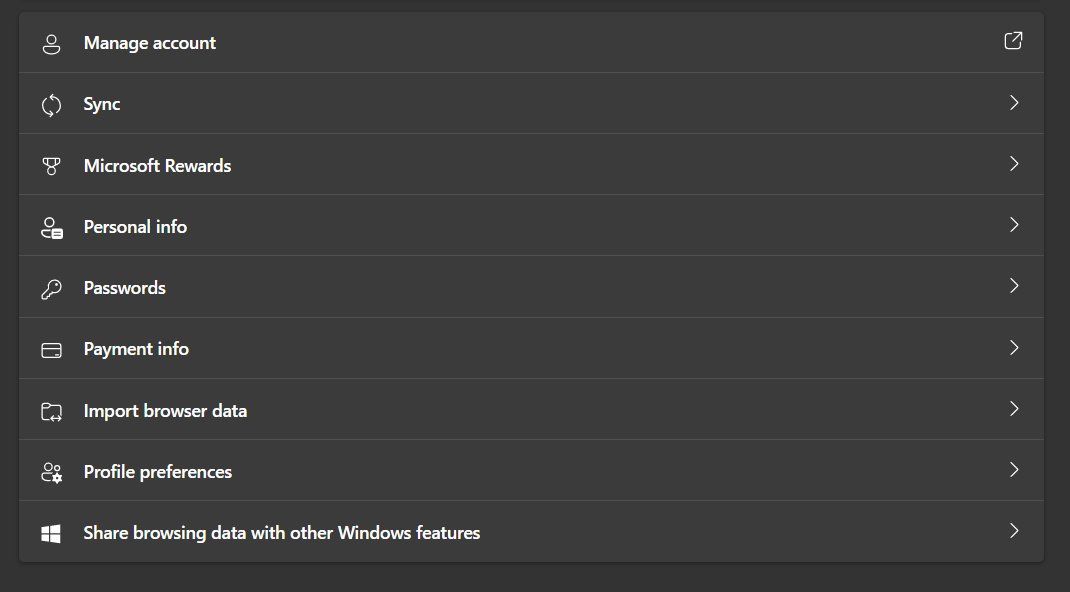 Manage account
Sync
Microsoft Rewards
Personal info
Passwords
Payment info
Import browser data
Profile preferences
Share browsing data with other Windows features